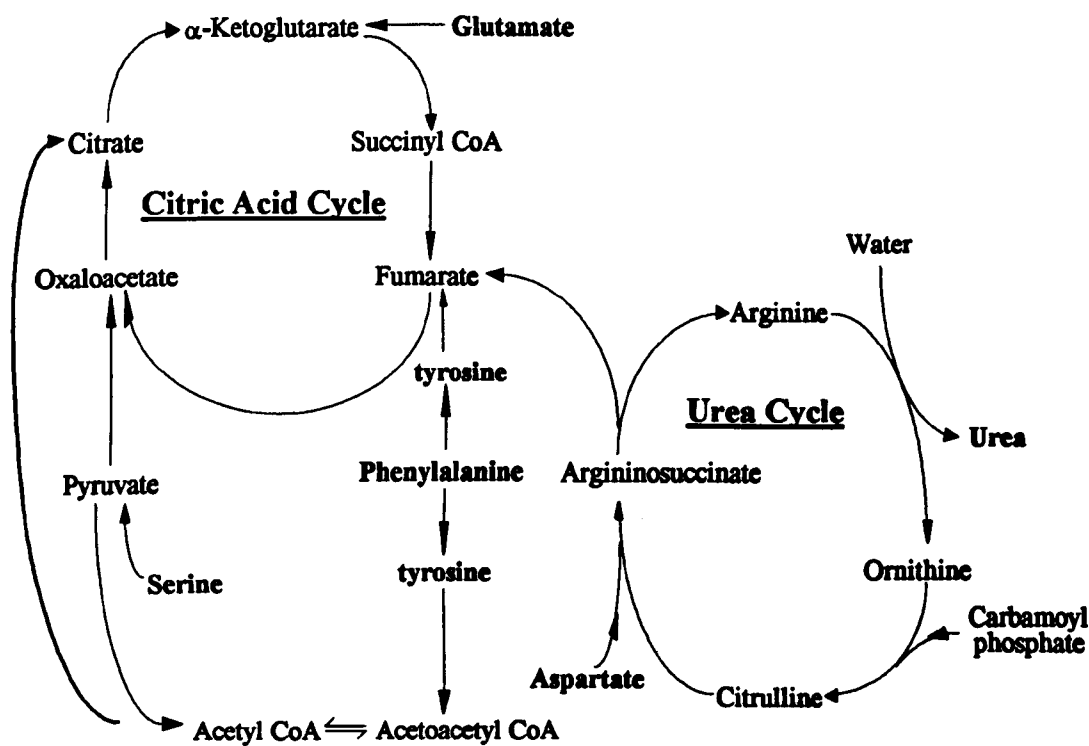 α-Ketoglutarate
Glutamate
Citrate
Succinyl CoA
Citric Acid Cycle
Water
Oxaloacetate
Fumarate
Arginine
tyrosine
Urea Cycle
Urea
Pyruvate
Phenylalanine
Argininosuccinate
Serine
tyrosine
Ornithine
Carbamoyl
phosphate
Aspartate
Citrulline
Acetyl CoA
Acetoacetyl CoA